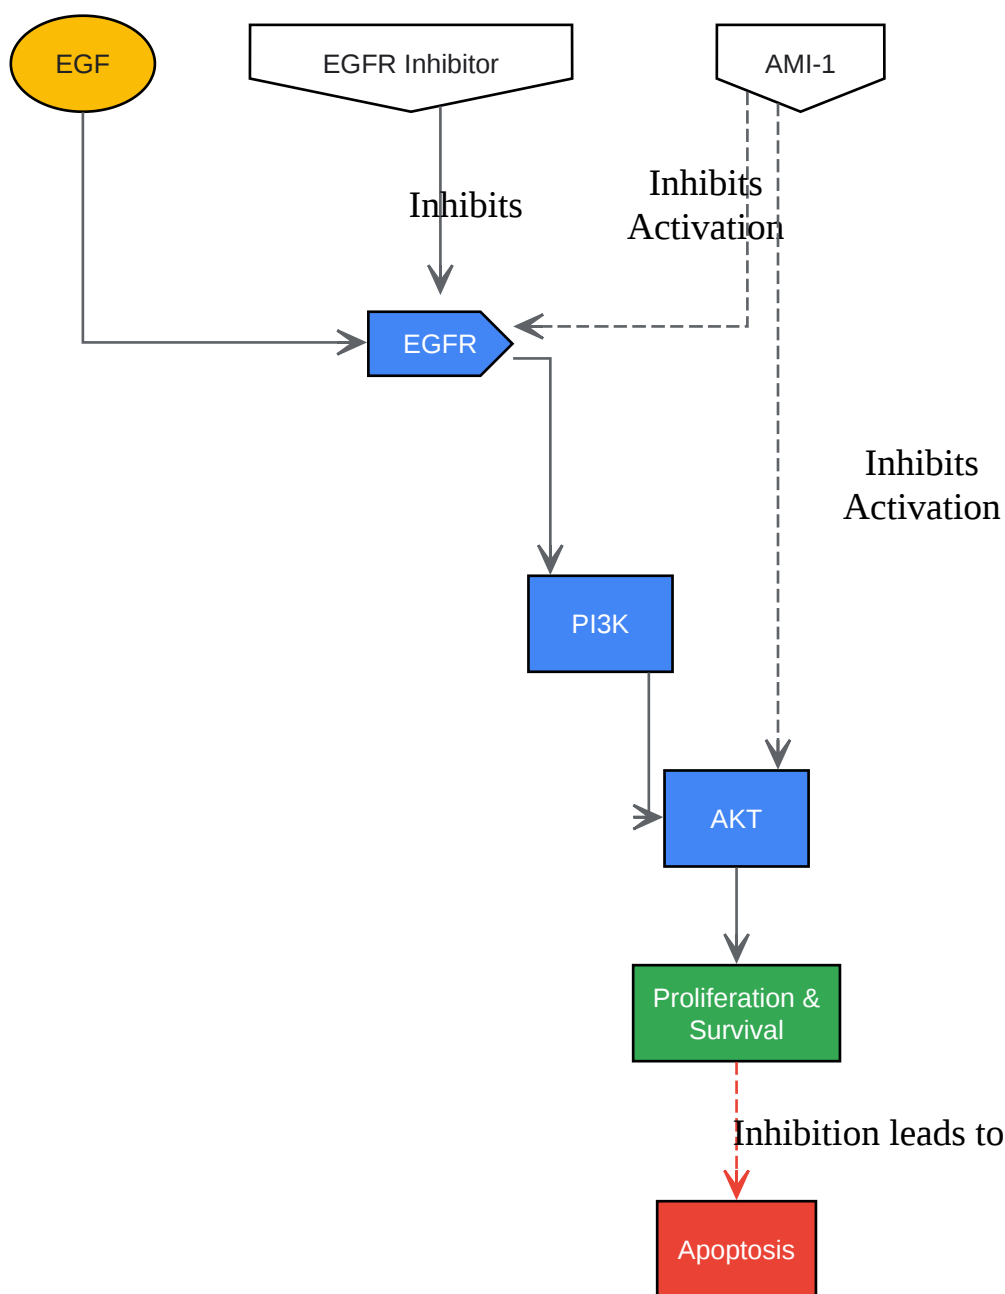 EGF
EGFR Inhibitor
AMI-1
Inhibits
Inhibits
Activation
EGFR
Inhibits
Activation
PI3K
AKT
Proliferation &
Survival
Inhibition leads to
Apoptosis